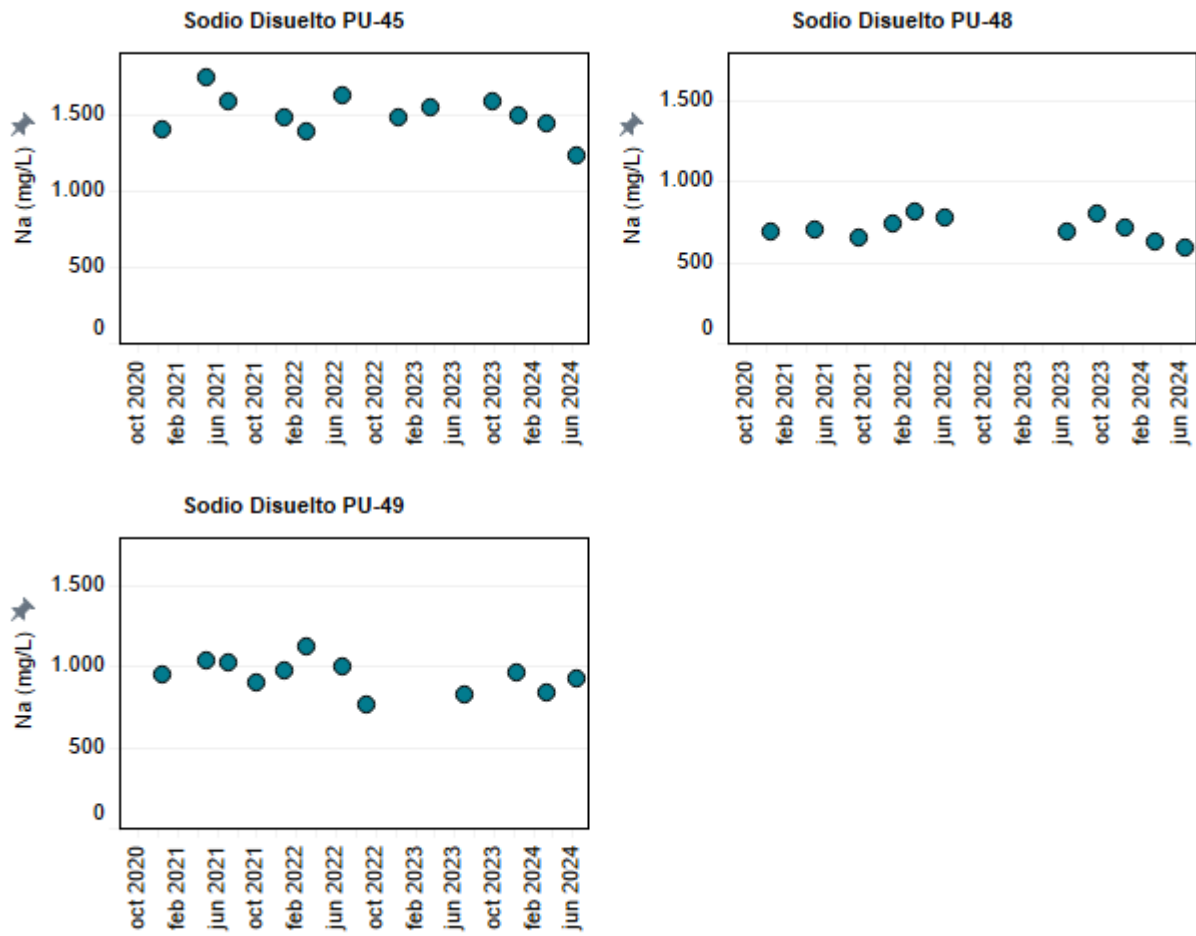 Sodio Disuelto PU-45
Na (mg/L)
1.500
1.000
500
0
oct 2020
feb 2021
jun 2021
oct 2021
feb 2022
jun 2022
oct 2022
feb 2023
jun 2023
oct 2023
feb 2024
jun 2024
Sodio Disuelto PU-48
Na (mg/L)
1.500
1.000
500
0
oct 2020
feb 2021
jun 2021
oct 2021
feb 2022
jun 2022
oct 2022
feb 2023
jun 2023
oct 2023
feb 2024
jun 2024
Sodio Disuelto PU-49
Na (mg/L)
1.500
1.000
500
0
oct 2020
feb 2021
jun 2021
oct 2021
feb 2022
jun 2022
oct 2022
feb 2023
jun 2023
oct 2023
feb 2024
jun 2024